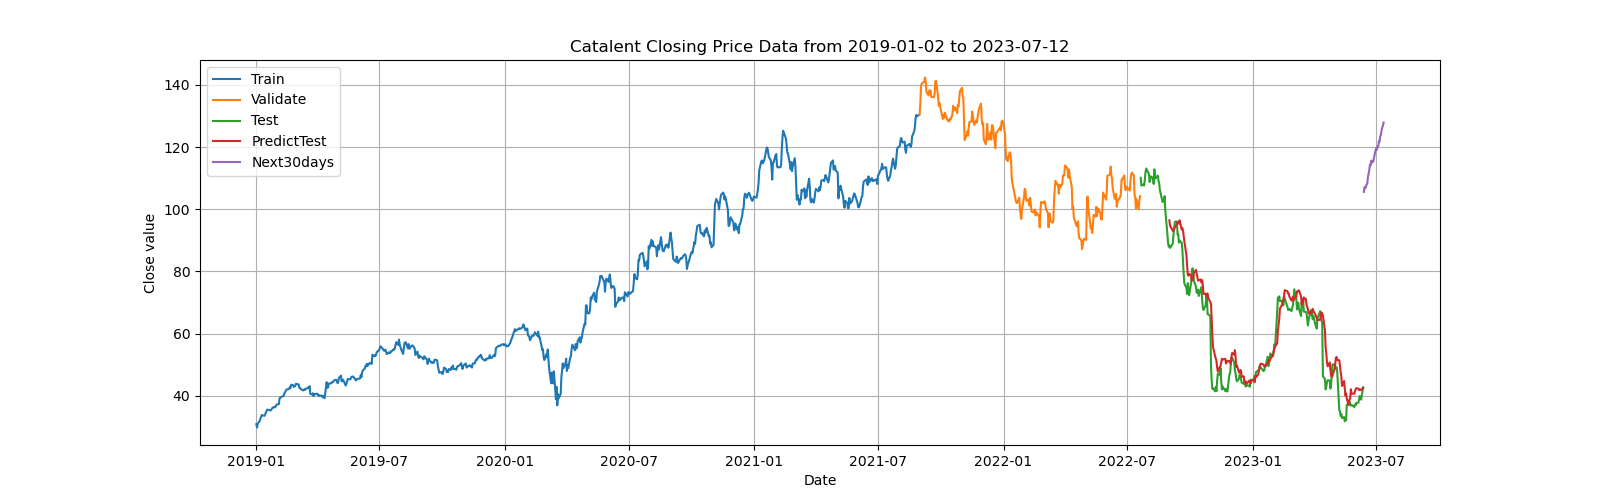 Catalent Closing Price Data from 2019-01-02 to 2023-07-12
Train
Validate
Test
PredictTest
Next30days
Close value
140
120
100
80
60
40
2019-01
2019-07
2020-01
2020-07
2021-01
2021-07
2022-01
2022-07
2023-01
2023-07
Date